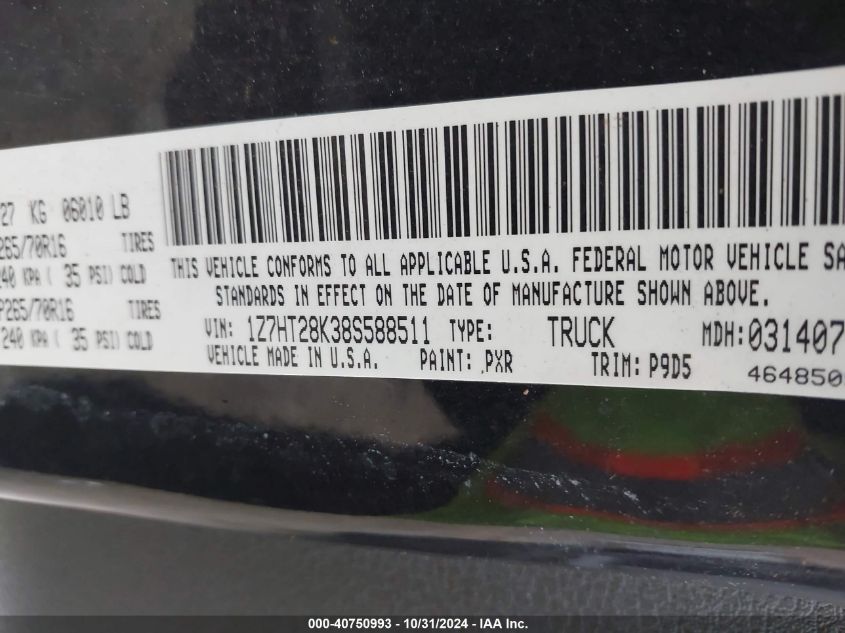 27 KG 06010 LB
265/70R16 TIRES
240 KPA ( 35 PSI) COLD
P265/70R16 TIRES
240 KPA ( 35 PSI) COLD
THIS VEHICLE CONFORMS TO ALL APPLICABLE U.S.A. FEDERAL MOTOR VEHICLE SA
STANDARDS IN EFFECT ON THE DATE OF MANUFACTURE SHOWN ABOVE.
VIN: 1Z7HT28K38S588511 TYPE: TRUCK MDH:031407
VEHICLE MADE IN U.S.A. PAINT: PXR TRIM: P9D5
464850
000-40750993 - 10/31/2024 - IAA Inc.